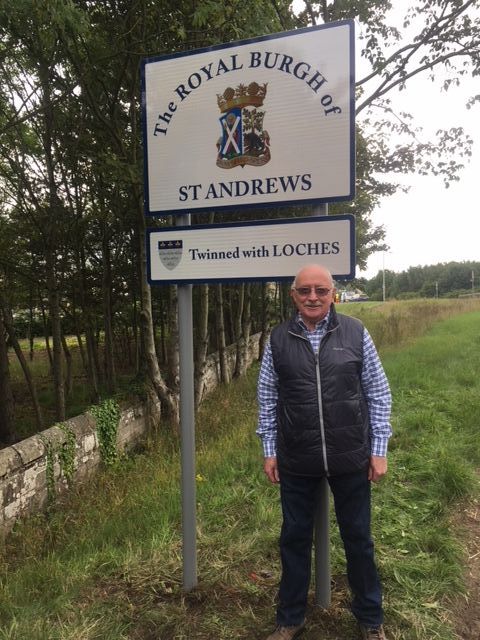 The ROYAL BURGH of
ST ANDREWS
Twinned with LOCHES